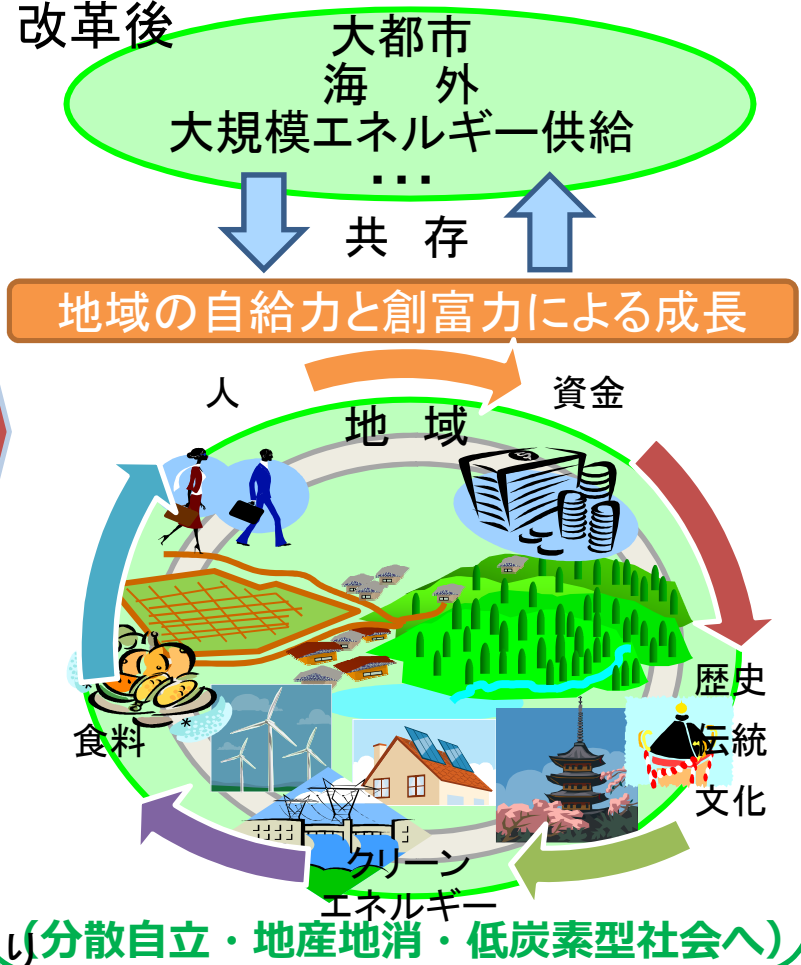 改革後
大都市
海　外
大規模エネルギー供給
・・・
共 存
地域の自給力と創富力による成長
人
資金
地 域
歴史
伝統
文化
食料
クリーン
エネルギー
り
(分散自立・地産地消・低炭素型社会へ)